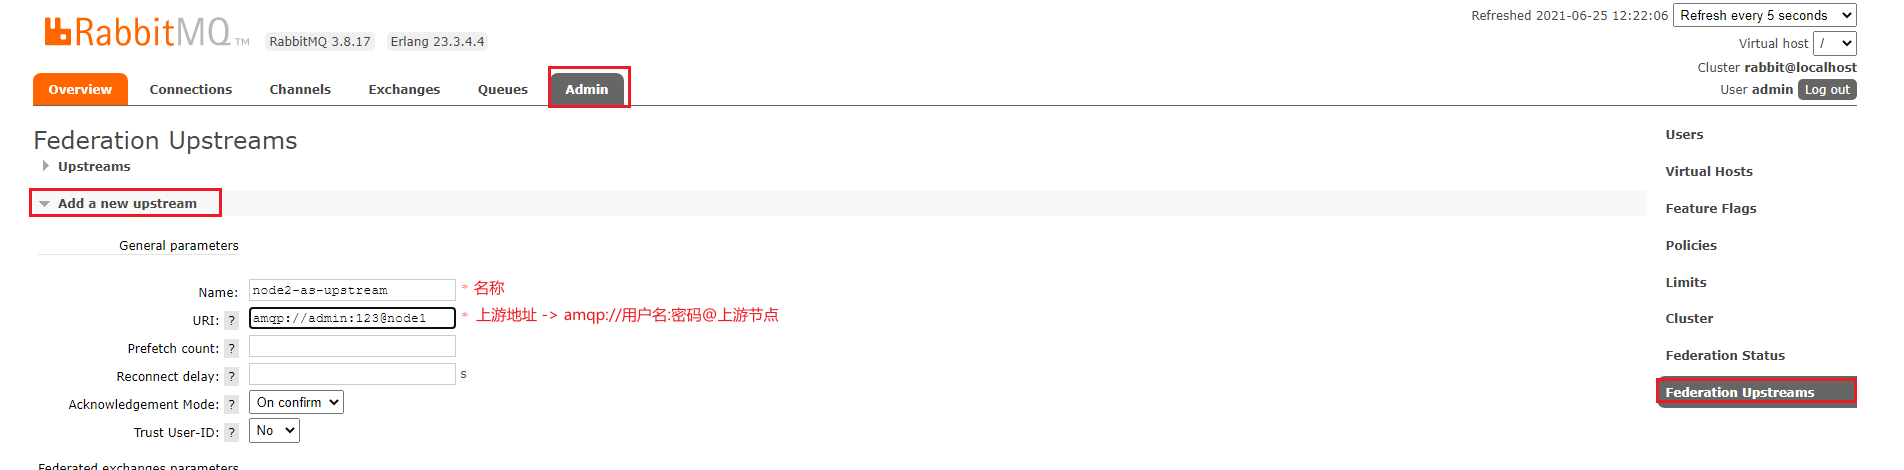 Refreshed 2021-06-25 12:22:06 Refresh every 5 seconds
RabbitMQ TM RabbitMQ 3.8.17 Erlang 23.3.4.4
Virtual host /
Cluster rabbit@localhost
User admin Log out
Overview Connections Channels Exchanges Queues Admin
Federation Upstreams
Upstreams
Add a new upstream
General parameters
Name: node2-as-upstream * 名称
URI: ? amqp://admin:123@node1 * 上游地址 -> amqp://用户名:密码@上游节点
Prefetch count: ?
Reconnect delay: ? s
Acknowledgement Mode: ? On confirm
Trust User-ID: ? No
Federated exchanges parameters
Users
Virtual Hosts
Feature Flags
Policies
Limits
Cluster
Federation Status
Federation Upstreams